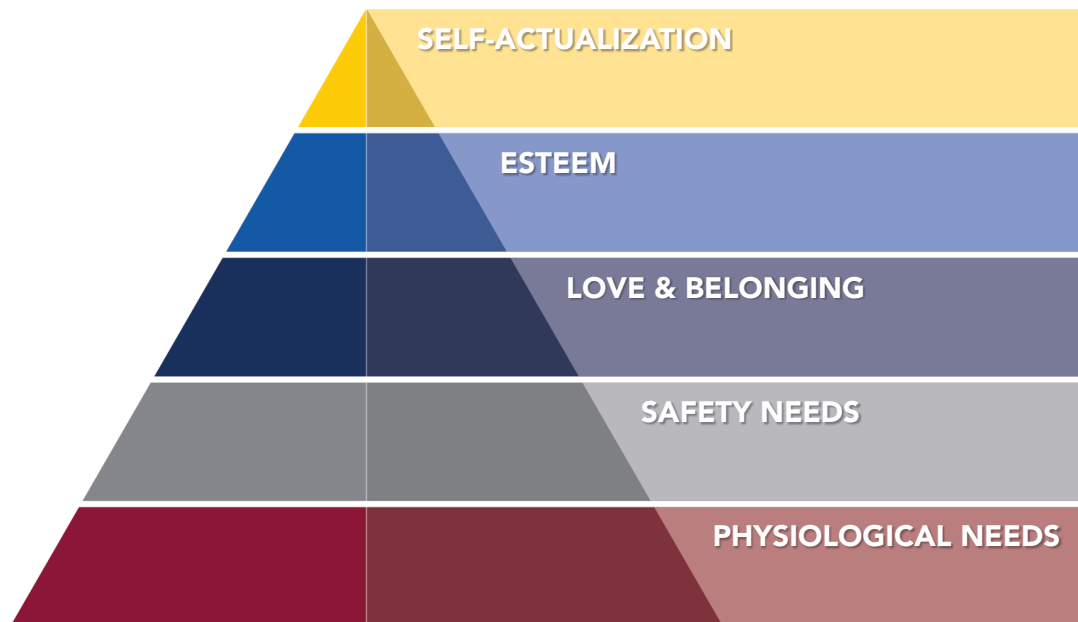 SELF-ACTUALIZATION
ESTEEM
LOVE & BELONGING
SAFETY NEEDS
PHYSIOLOGICAL NEEDS